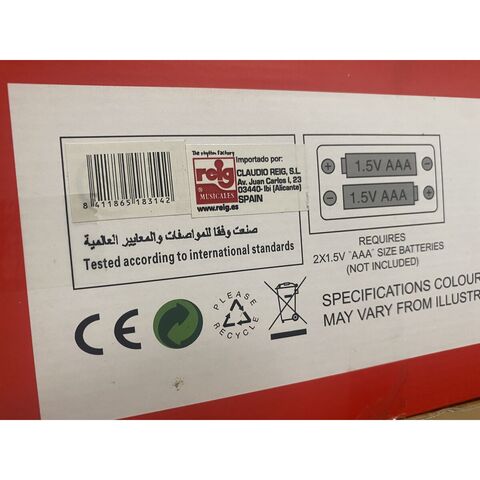 8 411865 183142
The rhythm factory
reig
MUSICALES
www.reig.es
Importado por:
CLAUDIO REIG, S.L.
Av. Juan Carlos I, 23
03440- Ibi (Alicante)
SPAIN
صنعت وفقا للمواصفات والمعايير العالمية
Tested according to international standards
1.5V AAA
1.5V AAA
REQUIRES
2X1.5V "AAA" SIZE BATTERIES
(NOT INCLUDED)
CE
PLEASE
RECYCLE
SPECIFICATIONS COLOUR
MAY VARY FROM ILLUSTR